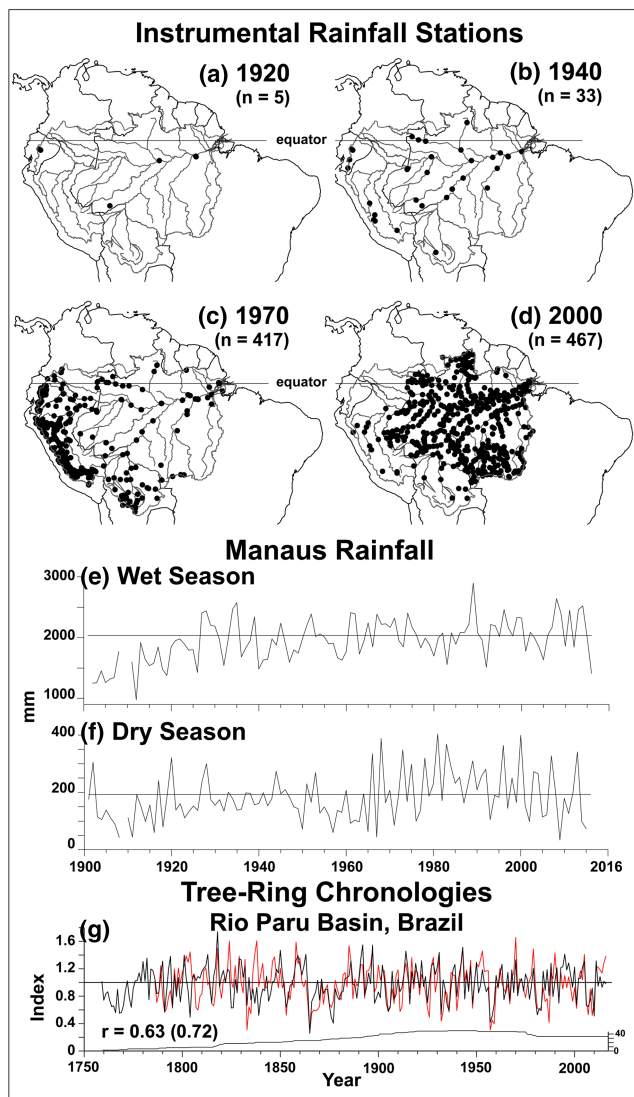 Instrumental Rainfall Stations
(a) 1920
(n = 5)
(b) 1940
(n = 33)
equator
(c) 1970
(n = 417)
(d) 2000
(n = 467)
equator
Manaus Rainfall
(e) Wet Season
3000
2000
1000
mm
(f) Dry Season
400
200
0
1900 1920 1940 1960 1980 2000 2016
Tree-Ring Chronologies
(g) Rio Paru Basin, Brazil
1.6
1.2
0.8
0.4
0
Index
r = 0.63 (0.72)
40
0
1750 1800 1850 1900 1950 2000
Year